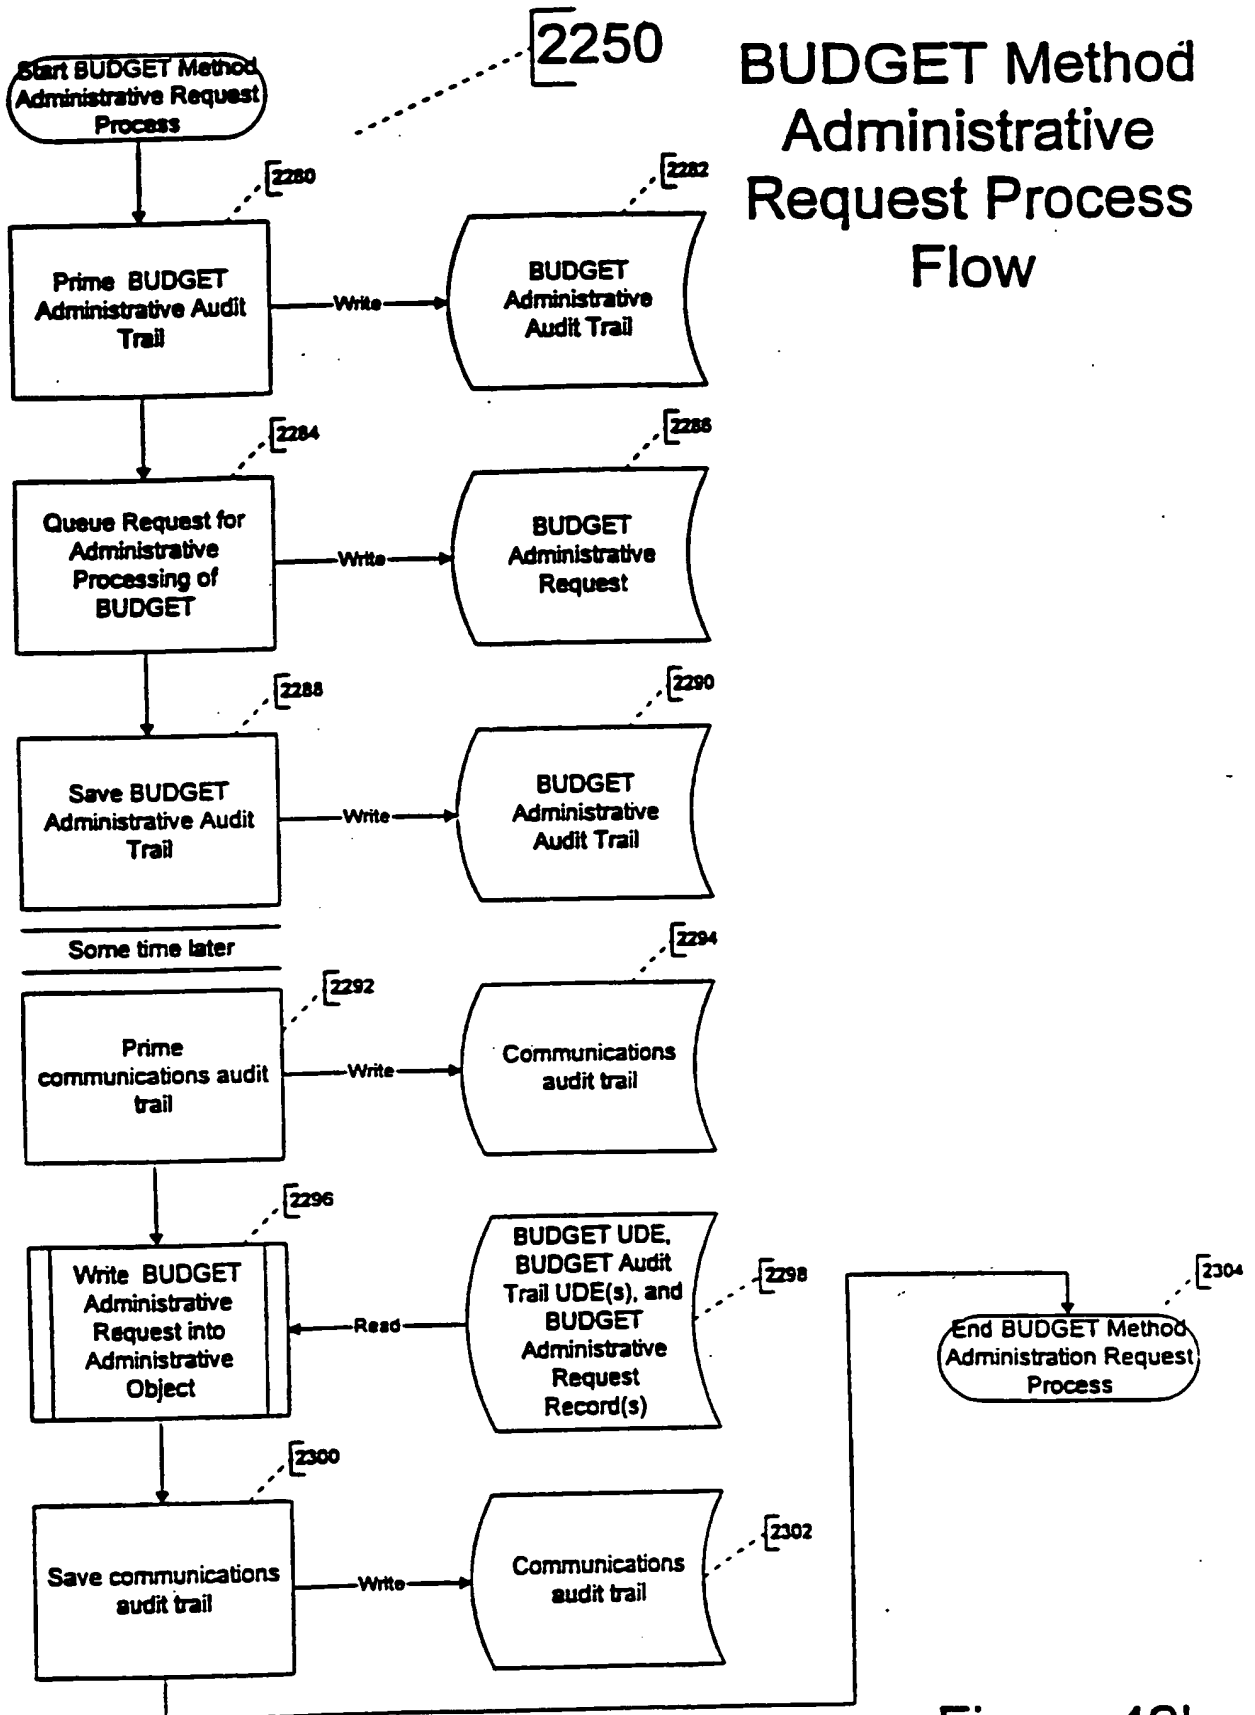 2250
BUDGET Method
Administrative
Request Process
Flow
Start BUDGET Method
Administrative Request
Process
2280
2282
Prime BUDGET
Administrative Audit
Trail
Write
BUDGET
Administrative
Audit Trail
2284
2286
Queue Request for
Administrative
Processing of
BUDGET
Write
BUDGET
Administrative
Request
2288
2290
Save BUDGET
Administrative Audit
Trail
Write
BUDGET
Administrative
Audit Trail
Some time later
2292
2294
Prime
communications audit
trail
Write
Communications
audit trail
2296
2298
Write BUDGET
Administrative
Request into
Administrative
Object
Read
BUDGET UDE,
BUDGET Audit
Trail UDE(s), and
BUDGET
Administrative
Request
Record(s)
2304
End BUDGET Method
Administration Request
Process
2300
2302
Save communications
audit trail
Write
Communications
audit trail